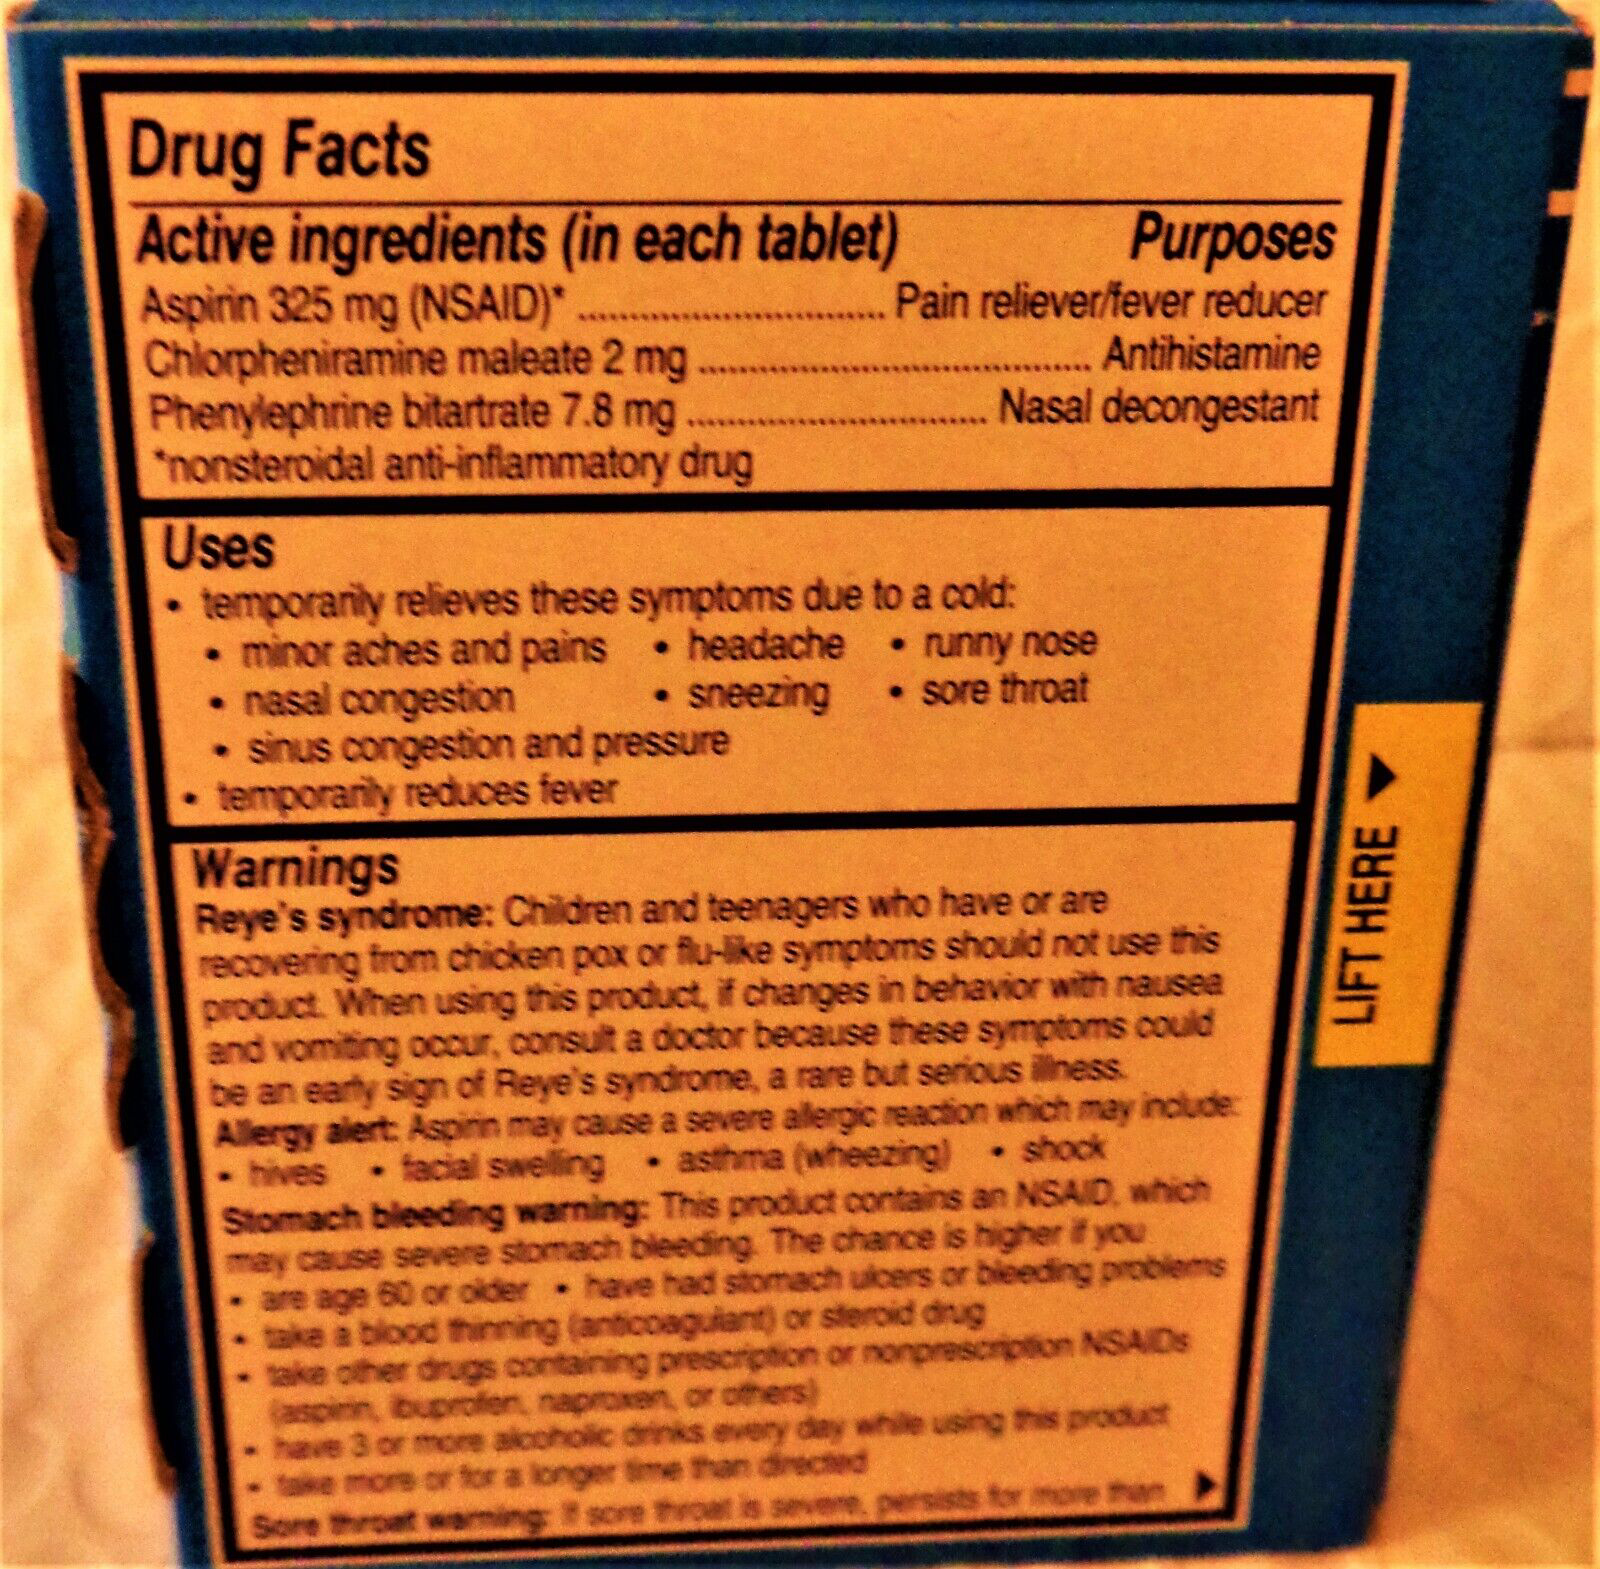 Drug Facts
Active ingredients (in each tablet) Purposes
Aspirin 325 mg (NSAID)* ............................. Pain reliever/fever reducer
Chlorpheniramine maleate 2 mg ..................................... Antihistamine
Phenylephrine bitartrate 7.8 mg ............................ Nasal decongestant
*nonsteroidal anti-inflammatory drug
Uses
• temporarily relieves these symptoms due to a cold:
• minor aches and pains • headache • runny nose
• nasal congestion • sneezing • sore throat
• sinus congestion and pressure
• temporarily reduces fever
Warnings
Reye's syndrome: Children and teenagers who have or are
recovering from chicken pox or flu-like symptoms should not use this
product. When using this product, if changes in behavior with nausea
and vomiting occur, consult a doctor because these symptoms could
be an early sign of Reye's syndrome, a rare but serious illness.
Allergy alert: Aspirin may cause a severe allergic reaction which may include:
• hives • facial swelling • asthma (wheezing) • shock
Stomach bleeding warning: This product contains an NSAID, which
may cause severe stomach bleeding. The chance is higher if you
• are age 60 or older • have had stomach ulcers or bleeding problems
• take a blood thinning (anticoagulant) or steroid drug
• take other drugs containing prescription or nonprescription NSAIDs
(aspirin, ibuprofen, naproxen, or others)
• have 3 or more alcoholic drinks every day while using this product
• take more or for a longer time than directed
Sore throat warning: If sore throat is severe, persists for more than
LIFT HERE